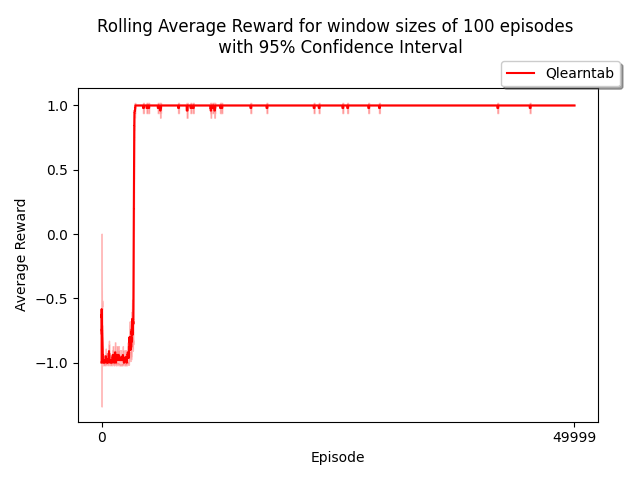 Rolling Average Reward for window sizes of 100 episodes
with 95% Confidence Interval
Qlearntab
1.0
0.5
0.0
−0.5
−1.0
Average Reward
0
49999
Episode